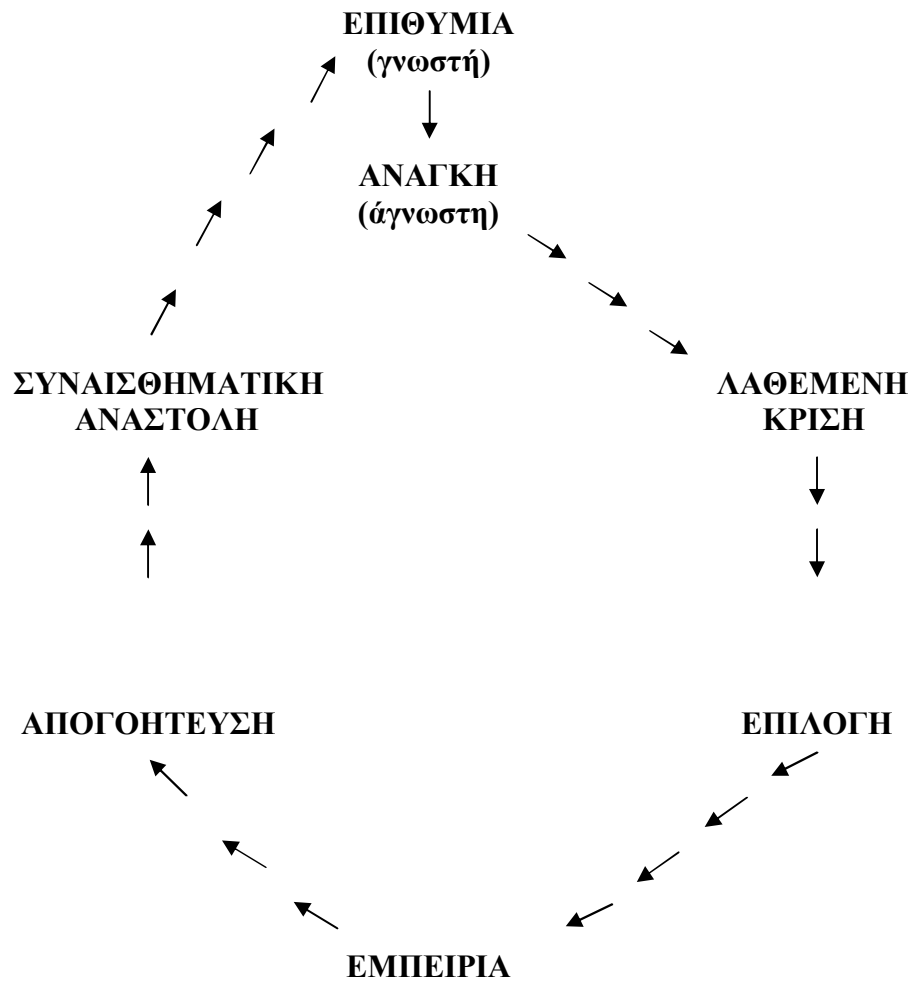 ΕΠΙΘΥΜΙΑ
(γνωστή)
ΑΝΑΓΚΗ
(άγνωστη)
ΣΥΝΑΙΣΘΗΜΑΤΙΚΗ
ΑΝΑΣΤΟΛΗ
ΛΑΘΕΜΕΝΗ
ΚΡΙΣΗ
ΑΠΟΓΟΗΤΕΥΣΗ
ΕΠΙΛΟΓΗ
ΕΜΠΕΙΡΙΑ